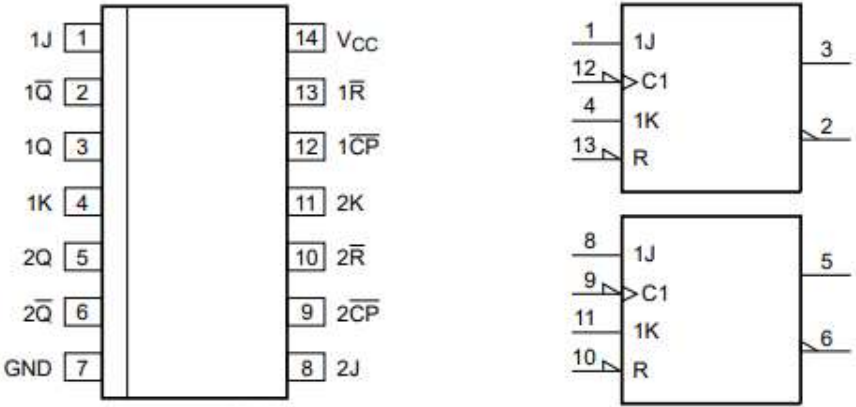 1J 1 14 V_CC
1Q̅ 2 13 1R̅
1Q 3 12 1C̅P̅
1K 4 11 2K
2Q 5 10 2R̅
2Q̅ 6 9 2C̅P̅
GND 7 8 2J
1 1J 3
12 C1
4 1K 2
13 R
8 1J 5
9 C1
11 1K 6
10 R